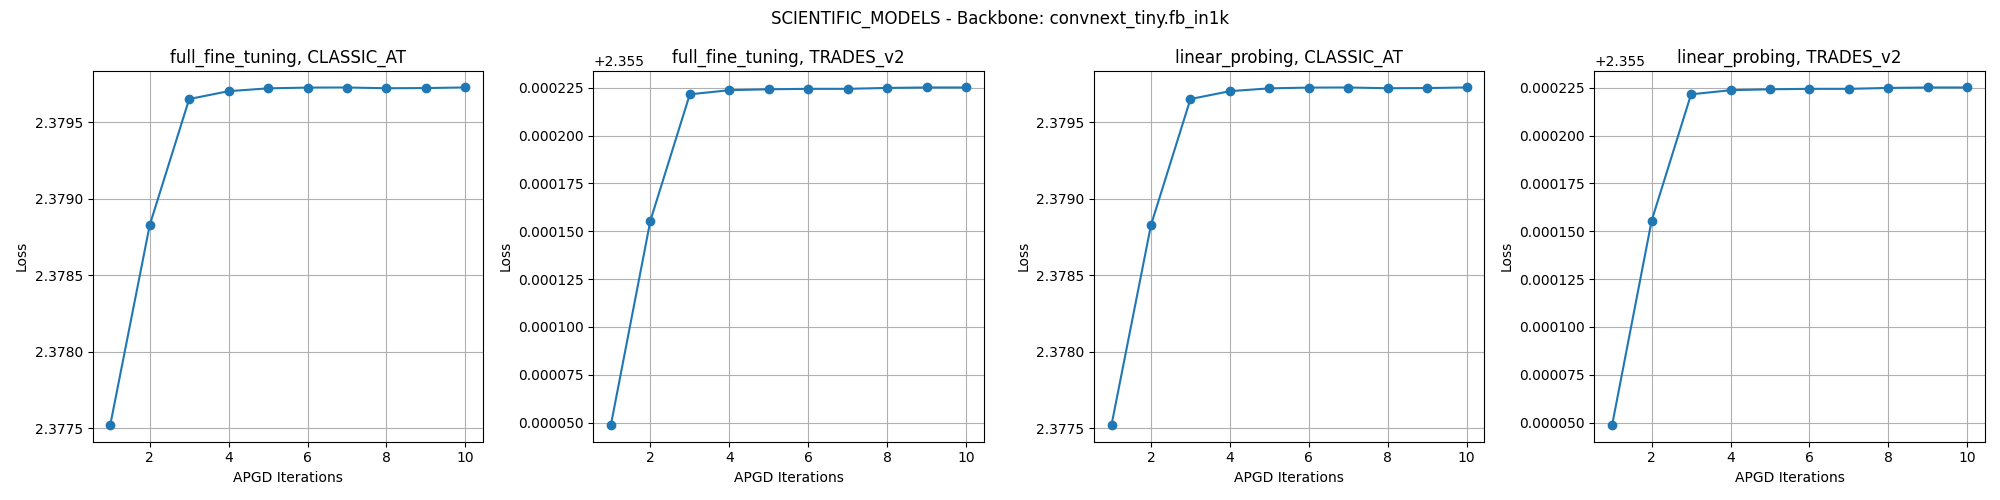 SCIENTIFIC_MODELS - Backbone: convnext_tiny.fb_in1k
full_fine_tuning, CLASSIC_AT
2.3795
2.3790
2.3785
2.3780
2.3775
Loss
2 4 6 8 10
APGD Iterations
full_fine_tuning, TRADES_v2
+2.355
0.000225
0.000200
0.000175
0.000150
0.000125
0.000100
0.000075
0.000050
Loss
2 4 6 8 10
APGD Iterations
linear_probing, CLASSIC_AT
2.3795
2.3790
2.3785
2.3780
2.3775
Loss
2 4 6 8 10
APGD Iterations
linear_probing, TRADES_v2
+2.355
0.000225
0.000200
0.000175
0.000150
0.000125
0.000100
0.000075
0.000050
Loss
2 4 6 8 10
APGD Iterations